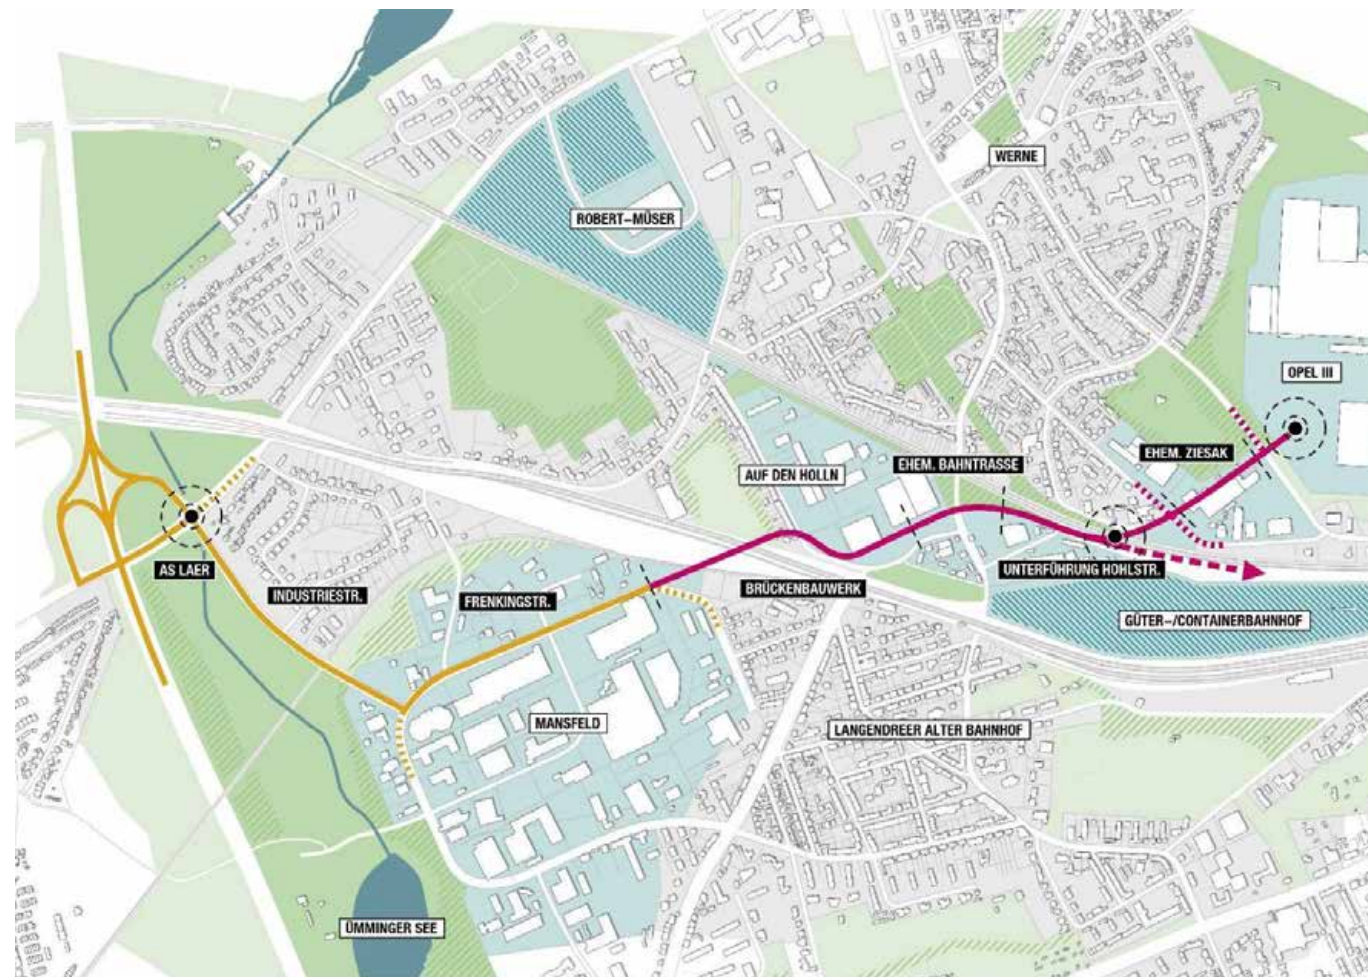 WERNE
ROBERT–MÜSER
OPEL III
EHEM. ZIESAK
EHEM. BAHNTRASSE
AUF DEN HOLLN
AS LAER
UNTERFÜHRUNG HOHLSTR.
BRÜCKENBAUWERK
INDUSTRIESTR.
FRENKINGSTR.
GÜTER–/CONTAINERBAHNHOF
MANSFELD
LANGENDREER ALTER BAHNHOF
ÜMMINGER SEE